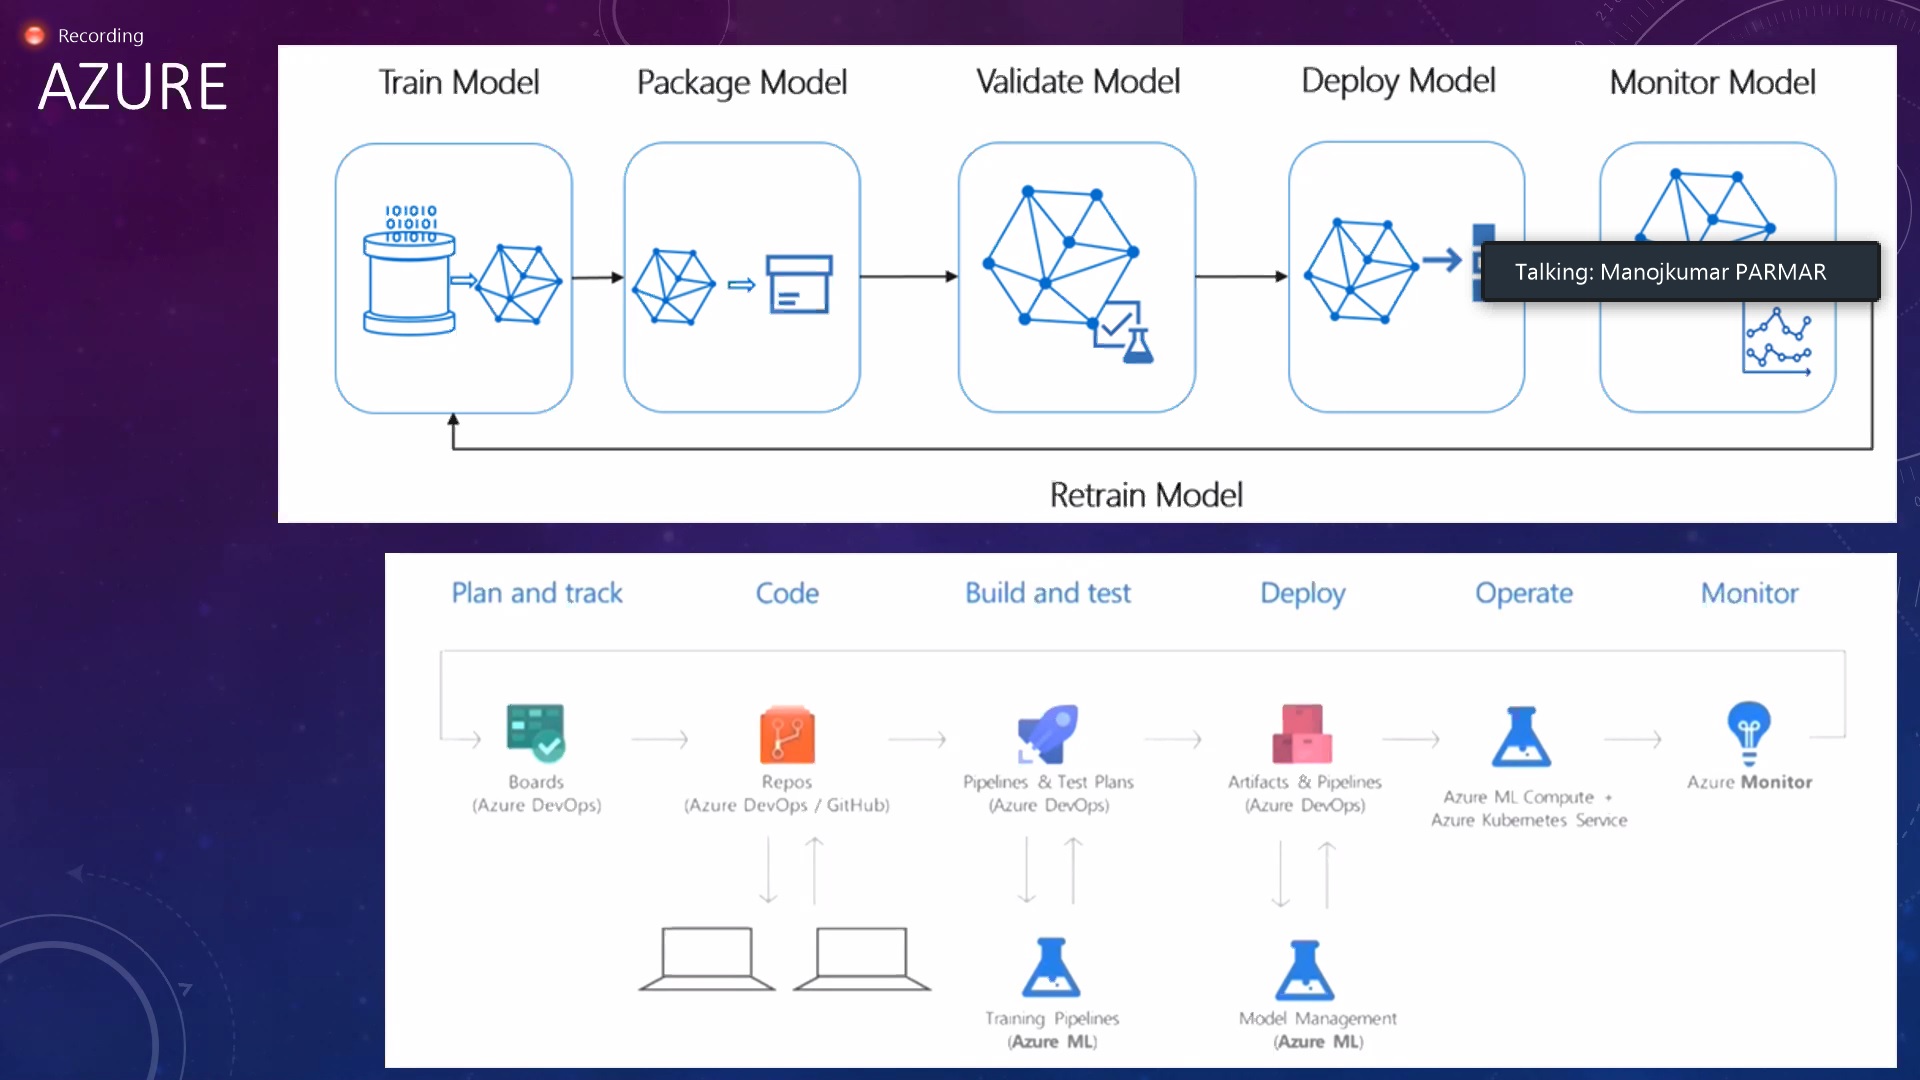 Recording
AZURE
Train Model
Package Model
Validate Model
Deploy Model
Monitor Model
10101
01010
101010
Talking: Manojkumar PARMAR
Retrain Model
Plan and track
Code
Build and test
Deploy
Operate
Monitor
Boards
(Azure DevOps)
Repos
(Azure DevOps / GitHub)
Pipelines & Test Plans
(Azure DevOps)
Artifacts & Pipelines
(Azure DevOps)
Azure ML Compute +
Azure Kubernetes Service
Azure Monitor
Training Pipelines
(Azure ML)
Model Management
(Azure ML)